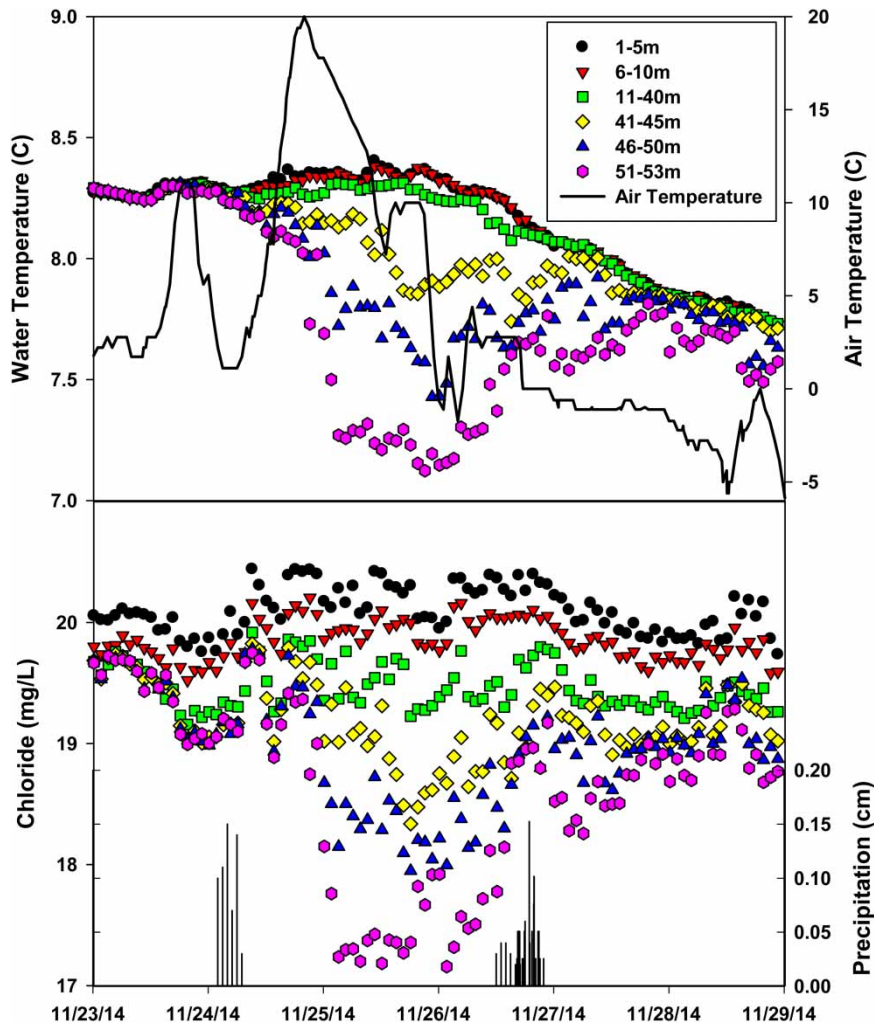 Water Temperature (C)
9.0
8.5
8.0
7.5
7.0
1-5m
6-10m
11-40m
41-45m
46-50m
51-53m
Air Temperature
20
15
10
5
0
-5
Air Temperature (C)
Chloride (mg/L)
20
19
18
17
0.20
0.15
0.10
0.05
0.00
Precipitation (cm)
11/23/14 11/24/14 11/25/14 11/26/14 11/27/14 11/28/14 11/29/14